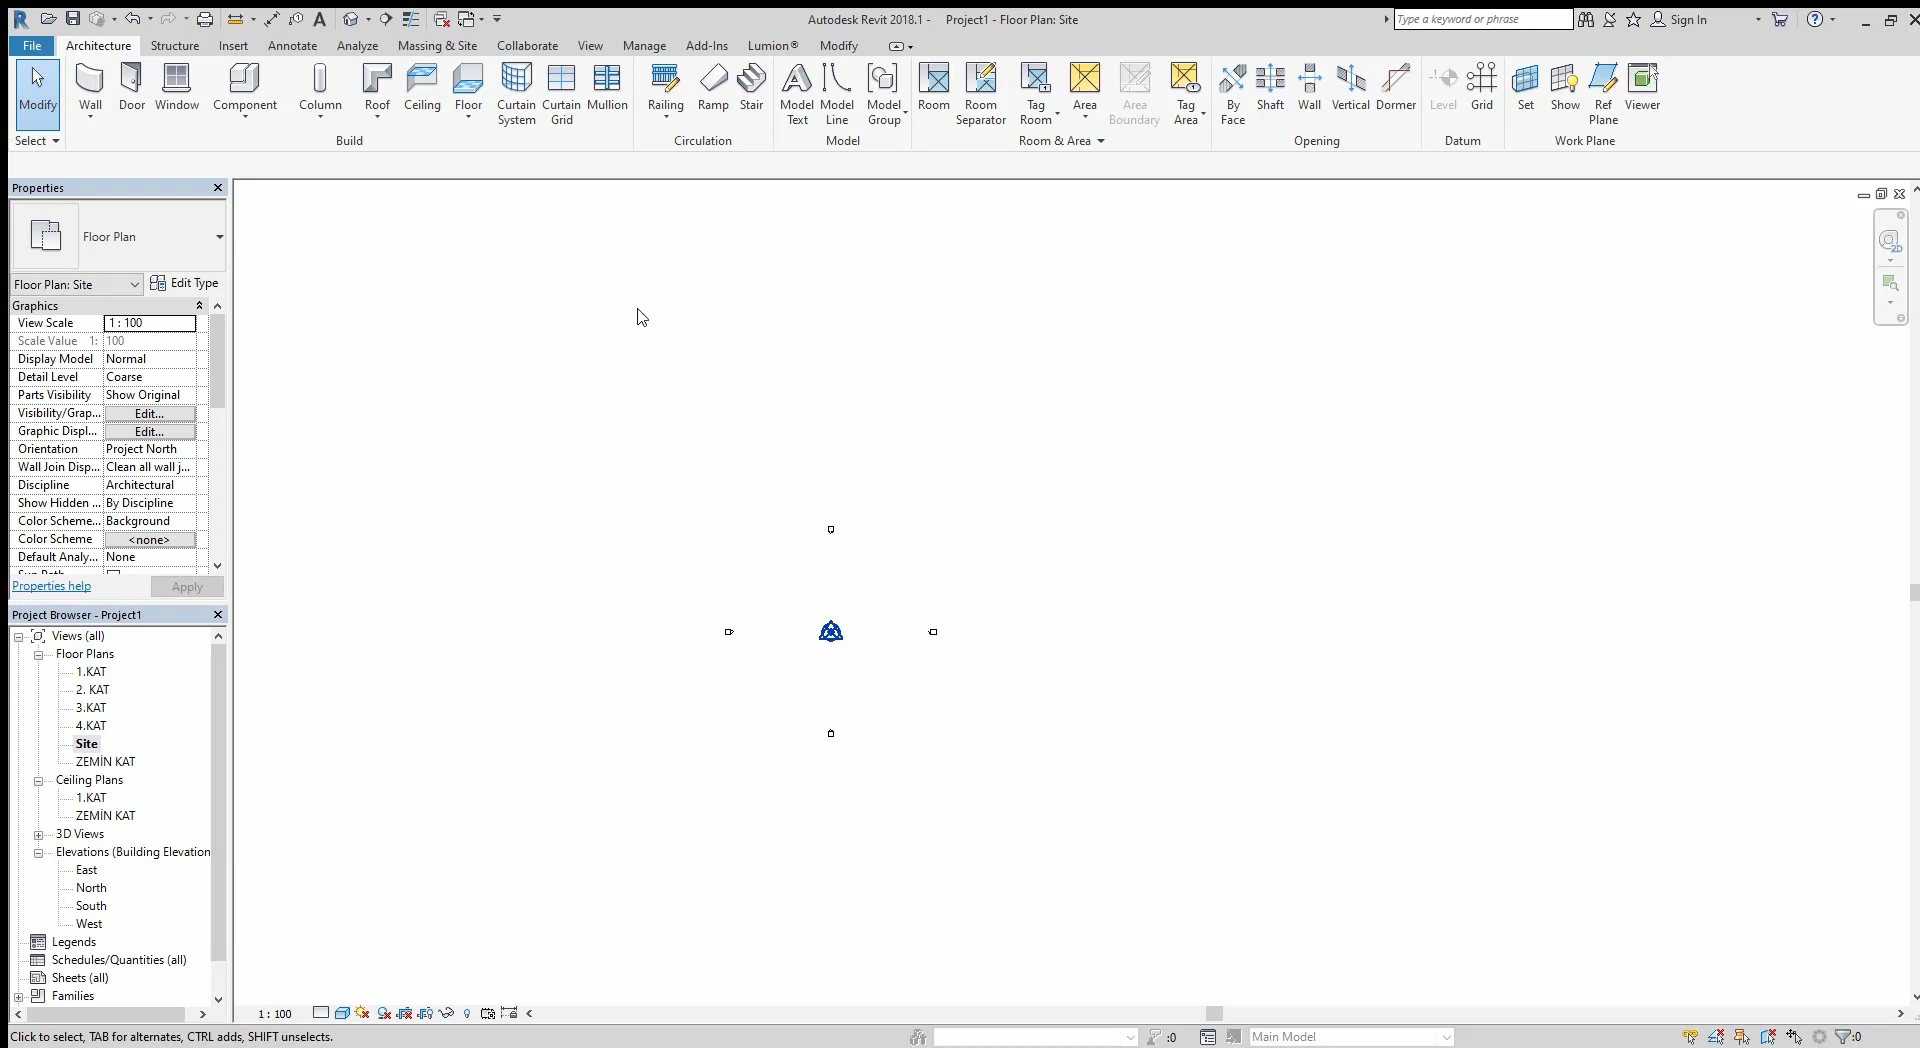 Autodesk Revit 2018.1 - Project1 - Floor Plan: Site
Type a keyword or phrase
Sign In
File Architecture Structure Insert Annotate Analyze Massing & Site Collaborate View Manage Add-Ins Lumion® Modify
Modify Wall Door Window Component Column Roof Ceiling Floor Curtain System Curtain Grid Mullion Railing Ramp Stair Model Text Model Line Model Group Room Room Separator Tag Room Area Area Boundary Tag Area By Face Shaft Wall Vertical Dormer Level Grid Set Show Ref Plane Viewer
Select Build Circulation Model Room & Area Opening Datum Work Plane
Properties
Floor Plan
Floor Plan: Site Edit Type
Graphics
View Scale 1 : 100
Scale Value 1: 100
Display Model Normal
Detail Level Coarse
Parts Visibility Show Original
Visibility/Grap... Edit...
Graphic Displ... Edit...
Orientation Project North
Wall Join Disp... Clean all wall j...
Discipline Architectural
Show Hidden ... By Discipline
Color Scheme... Background
Color Scheme <none>
Default Analy... None
Properties help Apply
Project Browser - Project1
Views (all)
Floor Plans
1.KAT
2. KAT
3.KAT
4.KAT
Site
ZEMİN KAT
Ceiling Plans
1.KAT
ZEMİN KAT
3D Views
Elevations (Building Elevation
East
North
South
West
Legends
Schedules/Quantities (all)
Sheets (all)
Families
2D
1 : 100
Click to select, TAB for alternates, CTRL adds, SHIFT unselects.
:0
Main Model
:0